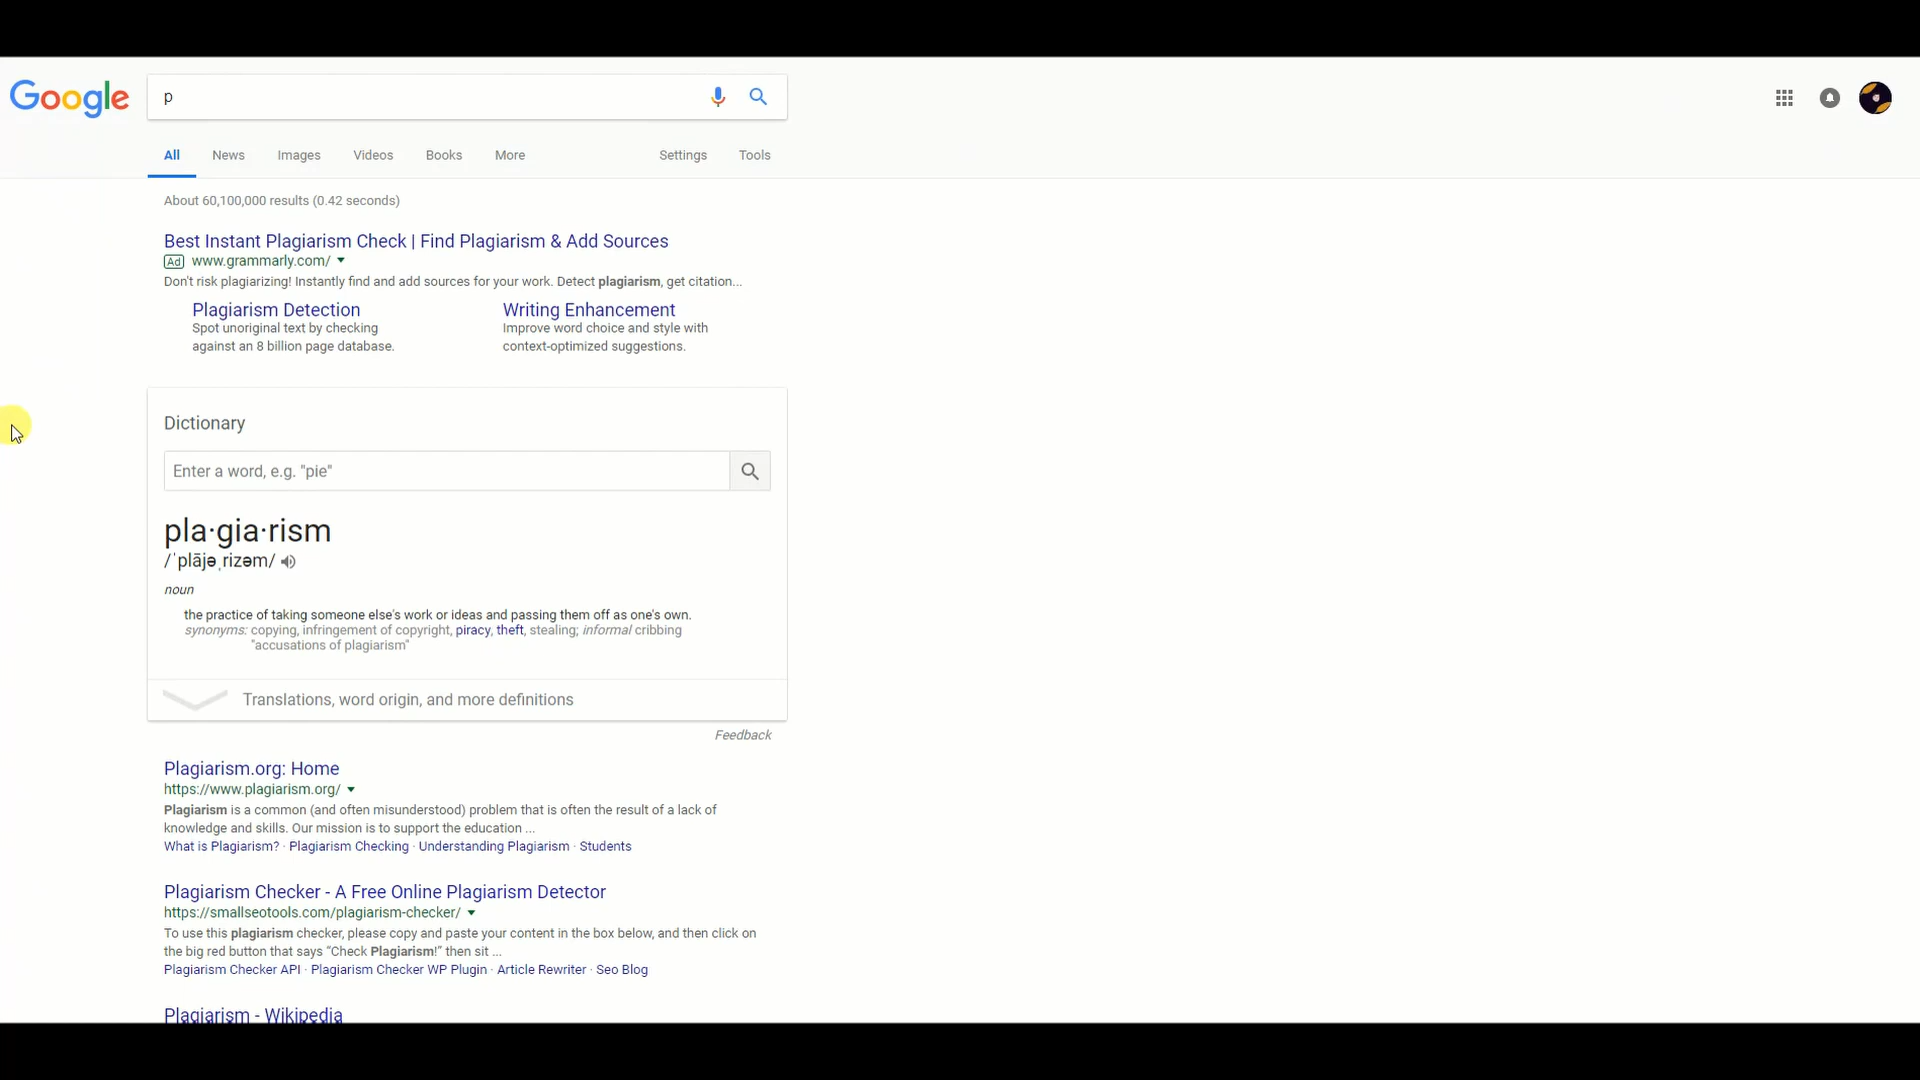 Google
p
All News Images Videos Books More Settings Tools
About 60,100,000 results (0.42 seconds)
Best Instant Plagiarism Check | Find Plagiarism & Add Sources
Ad www.grammarly.com/
Don't risk plagiarizing! Instantly find and add sources for your work. Detect plagiarism, get citation...
Plagiarism Detection
Spot unoriginal text by checking
against an 8 billion page database.
Writing Enhancement
Improve word choice and style with
context-optimized suggestions.
Dictionary
Enter a word, e.g. "pie"
pla·gia·rism
/ˈplājəˌrizəm/
noun
the practice of taking someone else's work or ideas and passing them off as one's own.
synonyms: copying, infringement of copyright, piracy, theft, stealing; informal cribbing
"accusations of plagiarism"
Translations, word origin, and more definitions
Feedback
Plagiarism.org: Home
https://www.plagiarism.org/
Plagiarism is a common (and often misunderstood) problem that is often the result of a lack of
knowledge and skills. Our mission is to support the education ...
What is Plagiarism? · Plagiarism Checking · Understanding Plagiarism · Students
Plagiarism Checker - A Free Online Plagiarism Detector
https://smallseotools.com/plagiarism-checker/
To use this plagiarism checker, please copy and paste your content in the box below, and then click on
the big red button that says “Check Plagiarism!” then sit ...
Plagiarism Checker API · Plagiarism Checker WP Plugin · Article Rewriter · Seo Blog
Plagiarism - Wikipedia